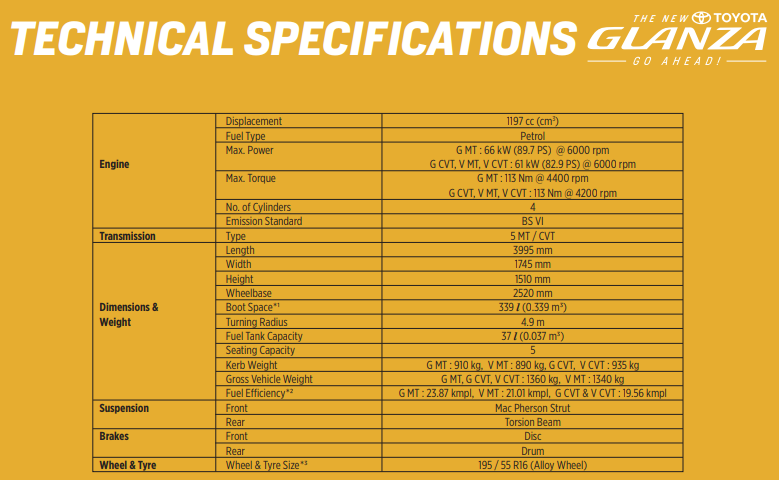 TECHNICAL SPECIFICATIONS
THE NEW TOYOTA
GLANZA
GO AHEAD!
Engine
Displacement 1197 cc (cm³)
Fuel Type Petrol
Max. Power G MT : 66 kW (89.7 PS) @ 6000 rpm
G CVT, V MT, V CVT : 61 kW (82.9 PS) @ 6000 rpm
Max. Torque G MT : 113 Nm @ 4400 rpm
G CVT, V MT, V CVT : 113 Nm @ 4200 rpm
No. of Cylinders 4
Emission Standard BS VI
Transmission Type 5 MT / CVT
Dimensions &
Weight
Length 3995 mm
Width 1745 mm
Height 1510 mm
Wheelbase 2520 mm
Boot Space*¹ 339 l (0.339 m³)
Turning Radius 4.9 m
Fuel Tank Capacity 37 l (0.037 m³)
Seating Capacity 5
Kerb Weight G MT : 910 kg, V MT : 890 kg, G CVT, V CVT : 935 kg
Gross Vehicle Weight G MT, G CVT, V CVT : 1360 kg, V MT : 1340 kg
Fuel Efficiency*² G MT : 23.87 kmpl, V MT : 21.01 kmpl, G CVT & V CVT : 19.56 kmpl
Suspension Front Mac Pherson Strut
Rear Torsion Beam
Brakes Front Disc
Rear Drum
Wheel & Tyre Wheel & Tyre Size*³ 195 / 55 R16 (Alloy Wheel)